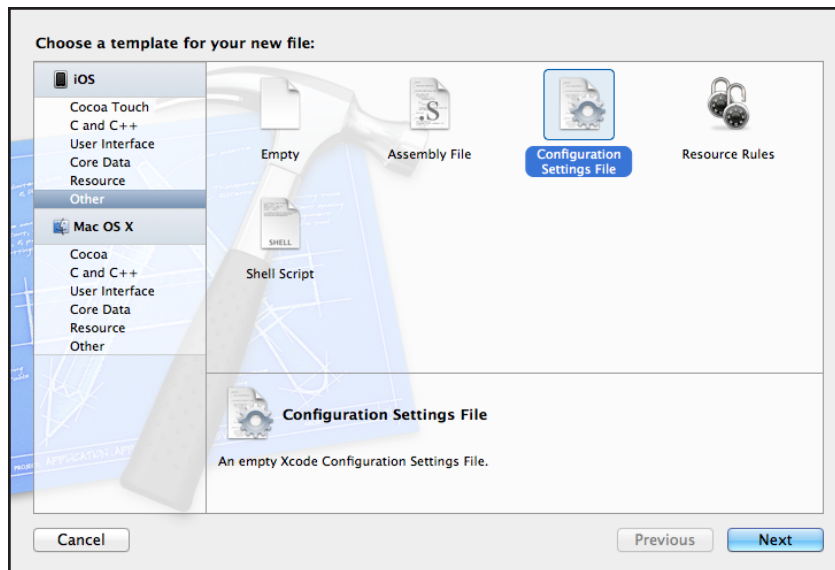 Choose a template for your new file:
iOS
Cocoa Touch
C and C++
User Interface
Core Data
Resource
Other
Mac OS X
Cocoa
C and C++
User Interface
Core Data
Resource
Other
Empty
.S
Assembly File
Configuration
Settings File
Resource Rules
SHELL
Shell Script
Configuration Settings File
An empty Xcode Configuration Settings File.
Cancel
Previous
Next